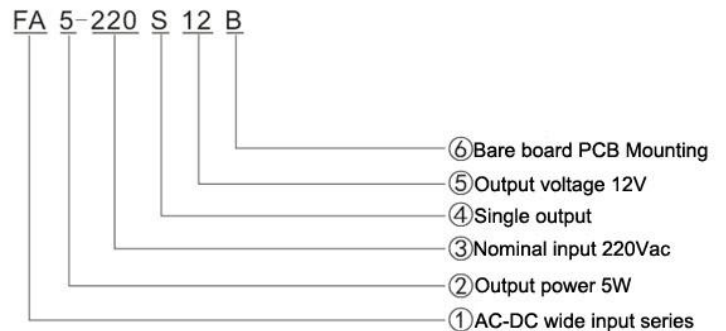 FA 5-220 S 12 B
⑥Bare board PCB Mounting
⑤Output voltage 12V
④Single output
③Nominal input 220Vac
②Output power 5W
①AC-DC wide input series